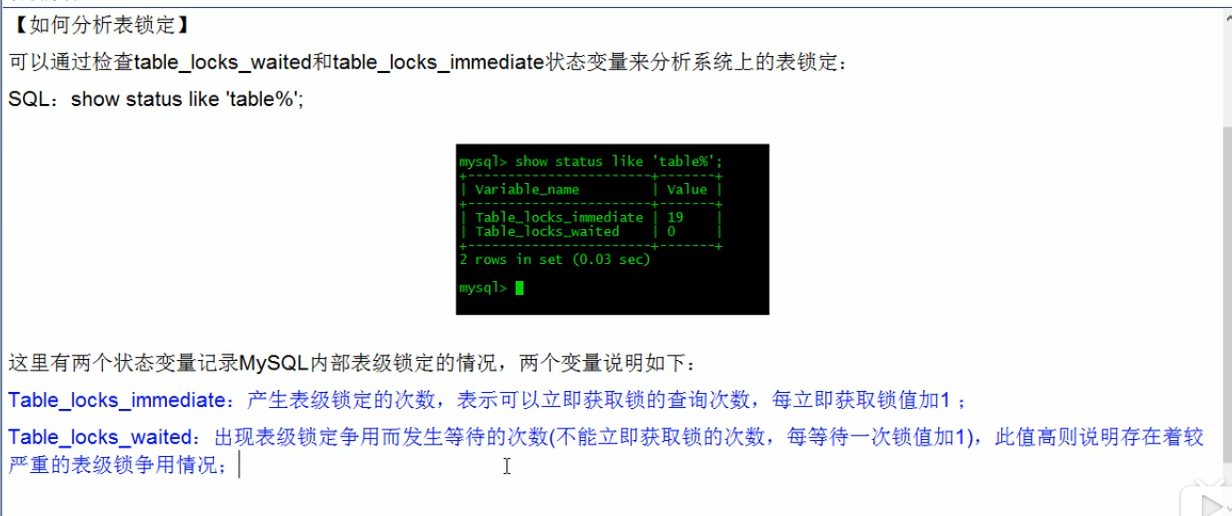 【如何分析表锁定】
可以通过检查table_locks_waited和table_locks_immediate状态变量来分析系统上的表锁定：
SQL：show status like 'table%';
mysql> show status like 'table%';
+-----------------------+-------+
| Variable_name | Value |
+-----------------------+-------+
| Table_locks_immediate | 19 |
| Table_locks_waited | 0 |
+-----------------------+-------+
2 rows in set (0.03 sec)
mysql>
这里有两个状态变量记录MySQL内部表级锁定的情况，两个变量说明如下：
Table_locks_immediate：产生表级锁定的次数，表示可以立即获取锁的查询次数，每立即获取锁值加1 ；
Table_locks_waited：出现表级锁定争用而发生等待的次数(不能立即获取锁的次数，每等待一次锁值加1)，此值高则说明存在着较
严重的表级锁争用情况；